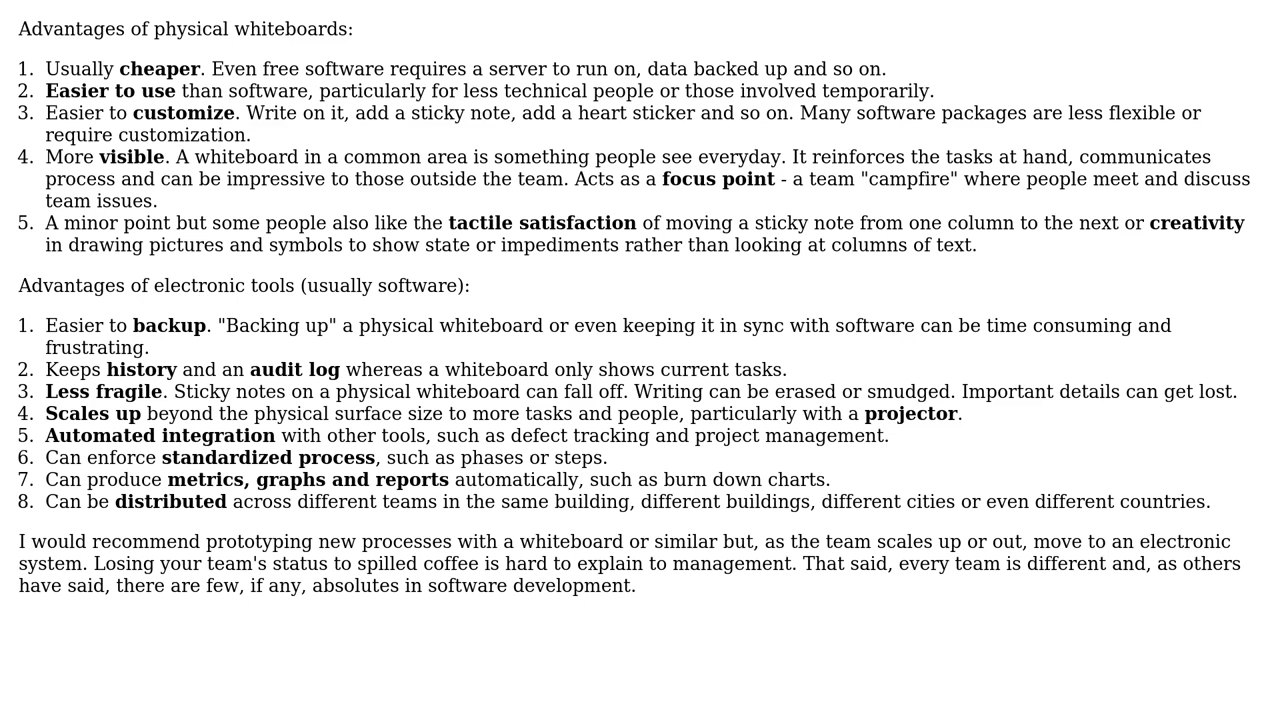 Advantages of physical whiteboards:
1. Usually cheaper. Even free software requires a server to run on, data backed up and so on.
2. Easier to use than software, particularly for less technical people or those involved temporarily.
3. Easier to customize. Write on it, add a sticky note, add a heart sticker and so on. Many software packages are less flexible or
require customization.
4. More visible. A whiteboard in a common area is something people see everyday. It reinforces the tasks at hand, communicates
process and can be impressive to those outside the team. Acts as a focus point - a team "campfire" where people meet and discuss
team issues.
5. A minor point but some people also like the tactile satisfaction of moving a sticky note from one column to the next or creativity
in drawing pictures and symbols to show state or impediments rather than looking at columns of text.
Advantages of electronic tools (usually software):
1. Easier to backup. "Backing up" a physical whiteboard or even keeping it in sync with software can be time consuming and
frustrating.
2. Keeps history and an audit log whereas a whiteboard only shows current tasks.
3. Less fragile. Sticky notes on a physical whiteboard can fall off. Writing can be erased or smudged. Important details can get lost.
4. Scales up beyond the physical surface size to more tasks and people, particularly with a projector.
5. Automated integration with other tools, such as defect tracking and project management.
6. Can enforce standardized process, such as phases or steps.
7. Can produce metrics, graphs and reports automatically, such as burn down charts.
8. Can be distributed across different teams in the same building, different buildings, different cities or even different countries.
I would recommend prototyping new processes with a whiteboard or similar but, as the team scales up or out, move to an electronic
system. Losing your team's status to spilled coffee is hard to explain to management. That said, every team is different and, as others
have said, there are few, if any, absolutes in software development.